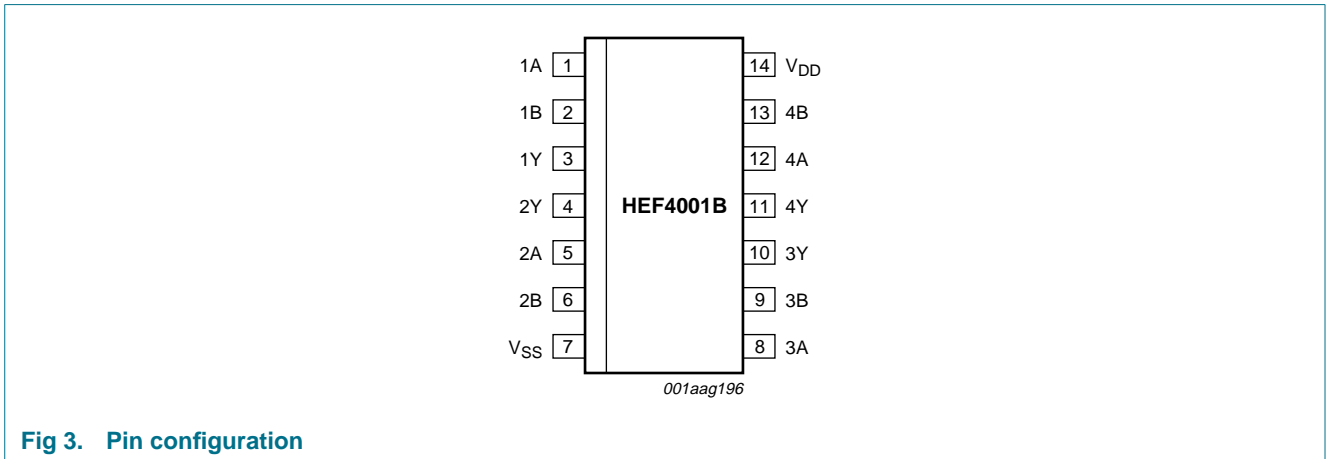 1A 1 14 VDD
1B 2 13 4B
1Y 3 12 4A
2Y 4 HEF4001B 11 4Y
2A 5 10 3Y
2B 6 9 3B
VSS 7 8 3A
001aag196
Fig 3. Pin configuration